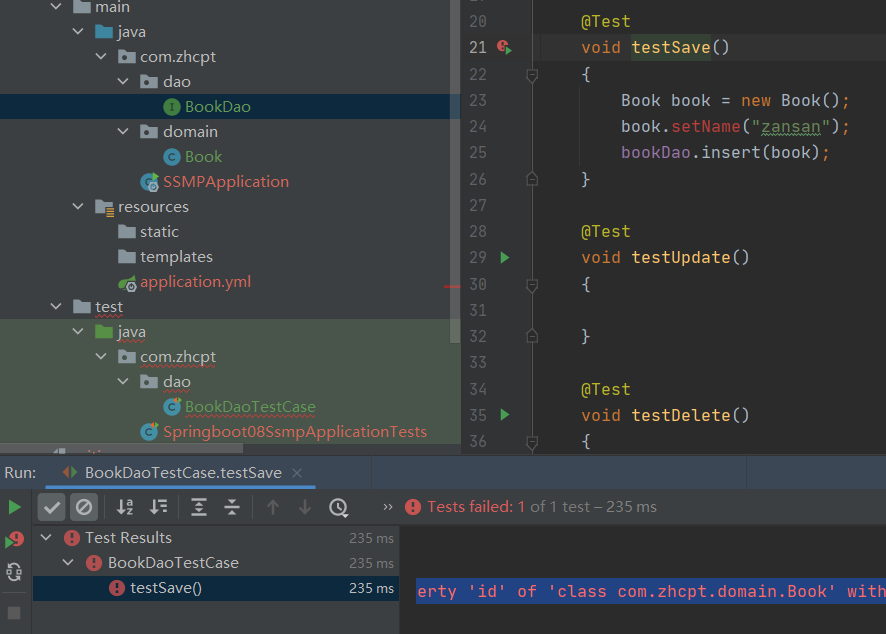 main
java
com.zhcpt
dao
BookDao
domain
Book
SSMPApplication
resources
static
templates
application.yml
test
java
com.zhcpt
dao
BookDaoTestCase
Springboot08SsmpApplicationTests
20 @Test
21 void testSave()
22 {
23 Book book = new Book();
24 book.setName("zansan");
25 bookDao.insert(book);
26 }
27
28 @Test
29 void testUpdate()
30 {
31
32 }
33
34 @Test
35 void testDelete()
36 {
Run: BookDaoTestCase.testSave
Tests failed: 1 of 1 test – 235 ms
Test Results 235 ms
BookDaoTestCase 235 ms
testSave() 235 ms
erty 'id' of 'class com.zhcpt.domain.Book' with